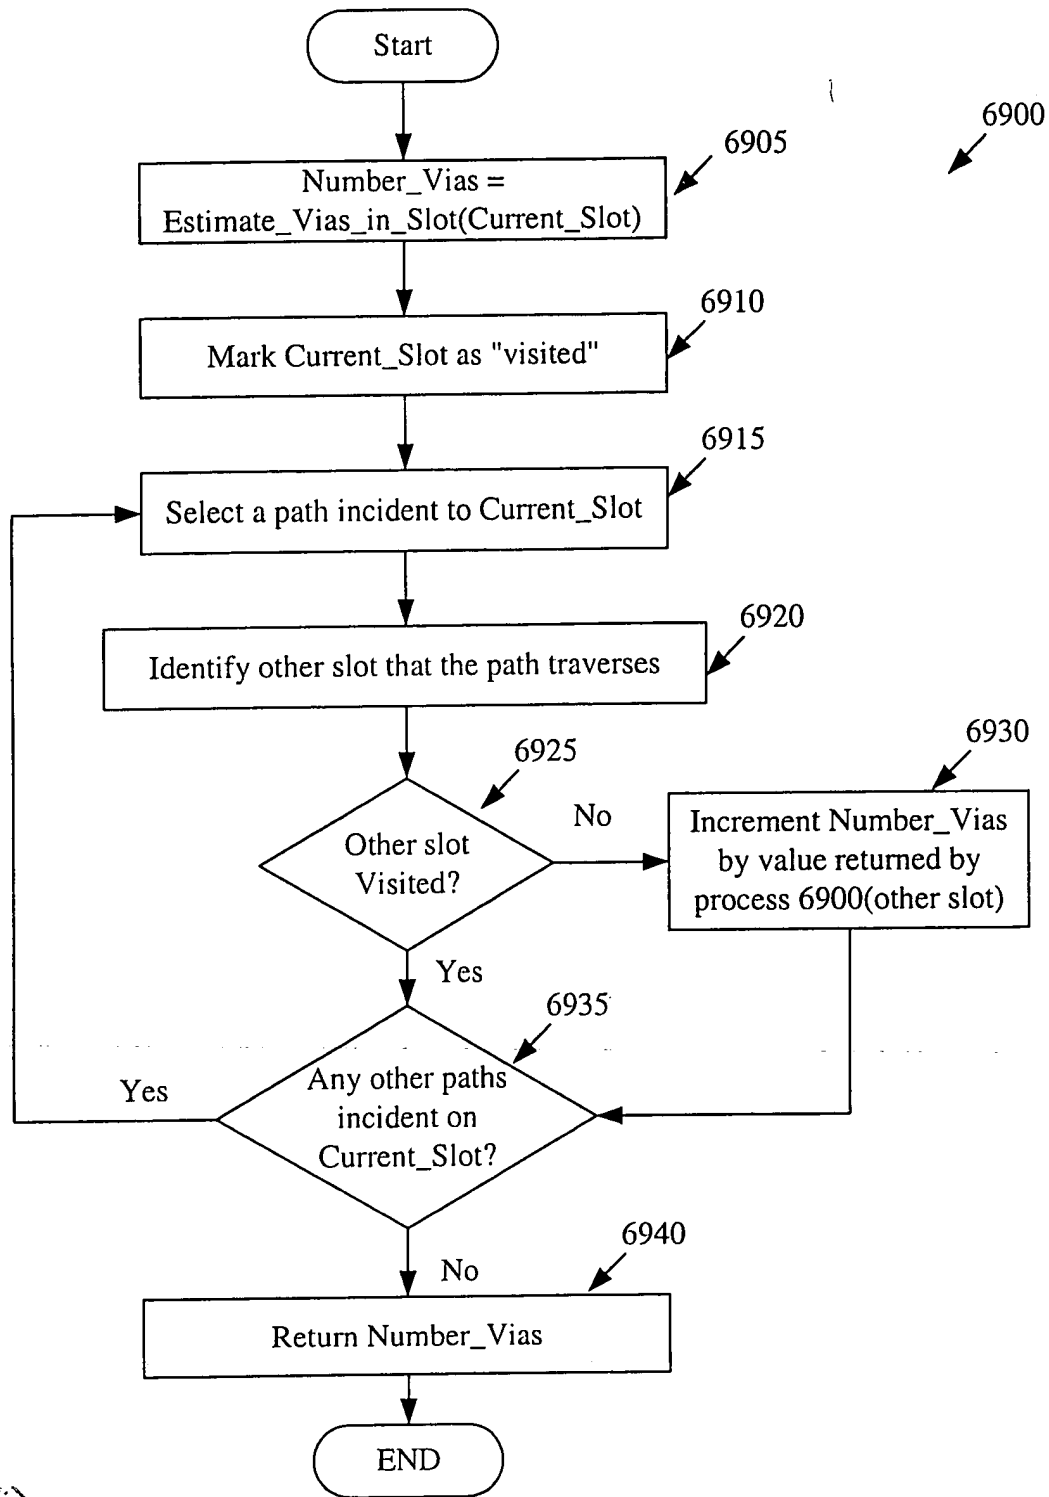 Start
6900
6905
Number_Vias =
Estimate_Vias_in_Slot(Current_Slot)
6910
Mark Current_Slot as "visited"
6915
Select a path incident to Current_Slot
6920
Identify other slot that the path traverses
6925
6930
No
Other slot
Visited?
Increment Number_Vias
by value returned by
process 6900(other slot)
Yes
6935
Yes
Any other paths
incident on
Current_Slot?
6940
No
Return Number_Vias
END